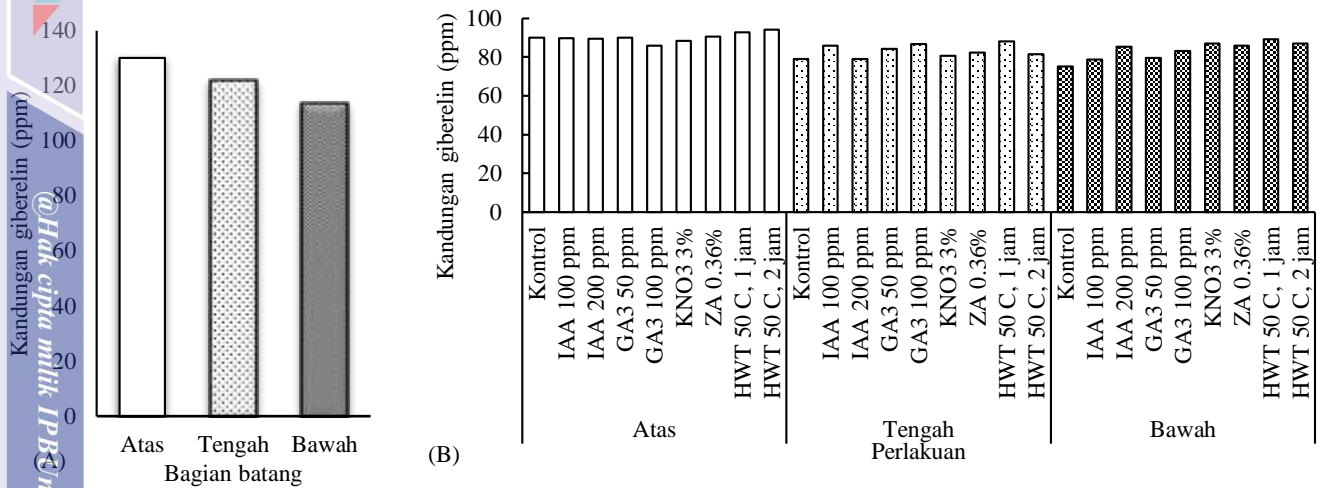 140
120
100
80
60
40
20
0
Kandungan giberelin (ppm)
Atas Tengah Bawah
Bagian batang
(A)
@Hak cipta milik IPB Un
100
80
60
40
20
0
Kandungan giberelin (ppm)
Kontrol
IAA 100 ppm
IAA 200 ppm
GA3 50 ppm
GA3 100 ppm
KNO3 3%
ZA 0.36%
HWT 50 C, 1 jam
HWT 50 C, 2 jam
Kontrol
IAA 100 ppm
IAA 200 ppm
GA3 50 ppm
GA3 100 ppm
KNO3 3%
ZA 0.36%
HWT 50 C, 1 jam
HWT 50 C, 2 jam
Kontrol
IAA 100 ppm
IAA 200 ppm
GA3 50 ppm
GA3 100 ppm
KNO3 3%
ZA 0.36%
HWT 50 C, 1 jam
HWT 50 C, 2 jam
Atas Tengah Bawah
Perlakuan
(B)